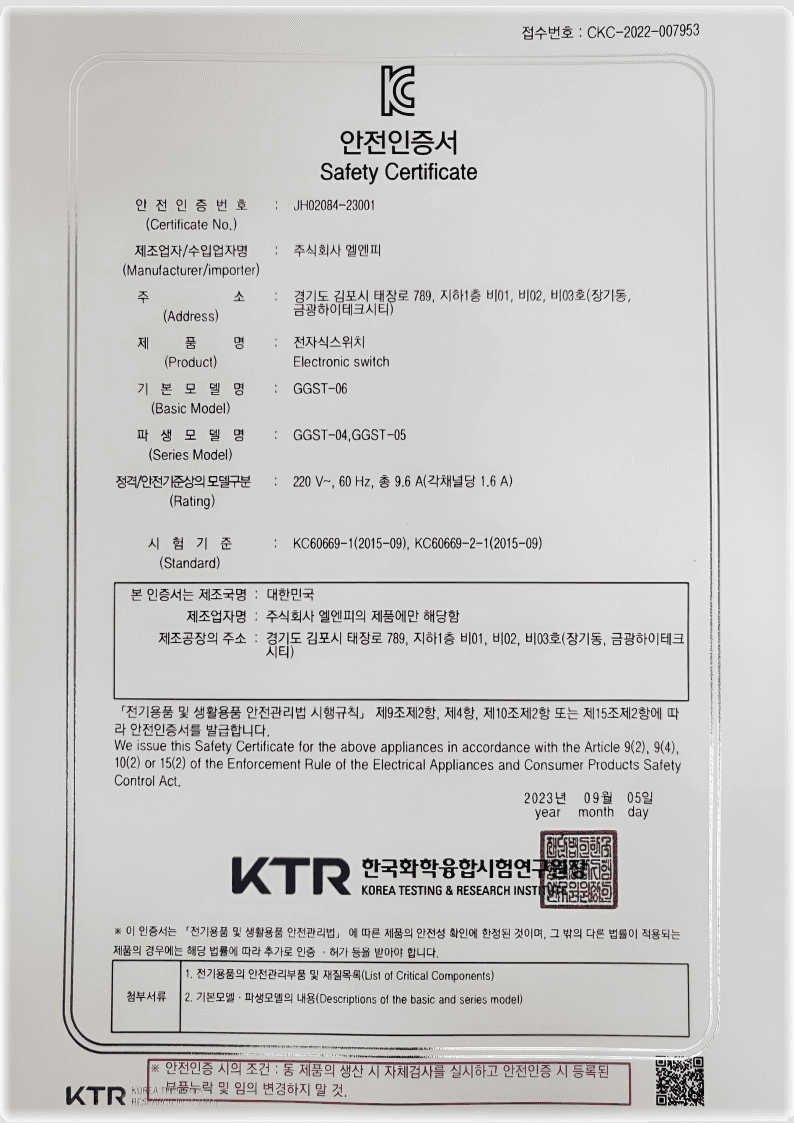 접수번호 : CKC-2022-007953
안전인증서
Safety Certificate
안 전 인 증 번 호 : JH02084-23001
(Certificate No.)
제조업자/수입업자명 : 주식회사 엘엔피
(Manufacturer/importer)
주 소 : 경기도 김포시 태장로 789, 지하1층 비01, 비02, 비03호(장기동,
금광하이테크시티)
(Address)
제 품 명 : 전자식스위치
(Product) Electronic switch
기 본 모 델 명 : GGST-06
(Basic Model)
파 생 모 델 명 : GGST-04,GGST-05
(Series Model)
정격/안전기준상의 모델구분 : 220 V~, 60 Hz, 총 9.6 A(각채널당 1.6 A)
(Rating)
시 험 기 준 : KC60669-1(2015-09), KC60669-2-1(2015-09)
(Standard)
본 인증서는 제조국명 : 대한민국
제조업자명 : 주식회사 엘엔피의 제품에만 해당함
제조공장의 주소 : 경기도 김포시 태장로 789, 지하1층 비01, 비02, 비03호(장기동, 금광하이테크
시티)
「전기용품 및 생활용품 안전관리법 시행규칙」 제9조제2항, 제4항, 제10조제2항 또는 제15조제2항에 따
라 안전인증서를 발급합니다.
We issue this Safety Certificate for the above appliances in accordance with the Article 9(2), 9(4),
10(2) or 15(2) of the Enforcement Rule of the Electrical Appliances and Consumer Products Safety
Control Act.
2023년 09월 05일
year month day
KTR 한국화학융합시험연구원장
KOREA TESTING & RESEARCH INSTITUTE
※ 이 인증서는 「전기용품 및 생활용품 안전관리법」 에 따른 제품의 안전성 확인에 한정된 것이며, 그 밖의 다른 법률이 적용되는
제품의 경우에는 해당 법률에 따라 추가로 인증 · 허가 등을 받아야 합니다.
첨부서류
1. 전기용품의 안전관리부품 및 재질목록(List of Critical Components)
2. 기본모델 · 파생모델의 내용(Descriptions of the basic and series model)
※ 안전인증 시의 조건 : 동 제품의 생산 시 자체검사를 실시하고 안전인증 시 등록된
부품누락 및 임의 변경하지 말 것.
KTR